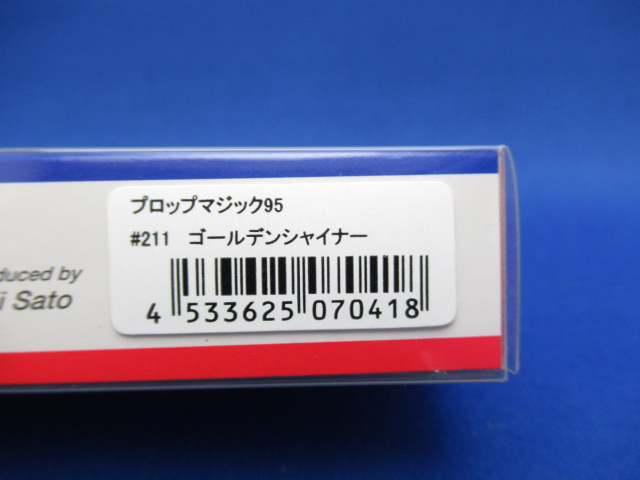 プロップマジック95
#211 ゴールデンシャイナー
4 533625 070418
duced by
i Sato